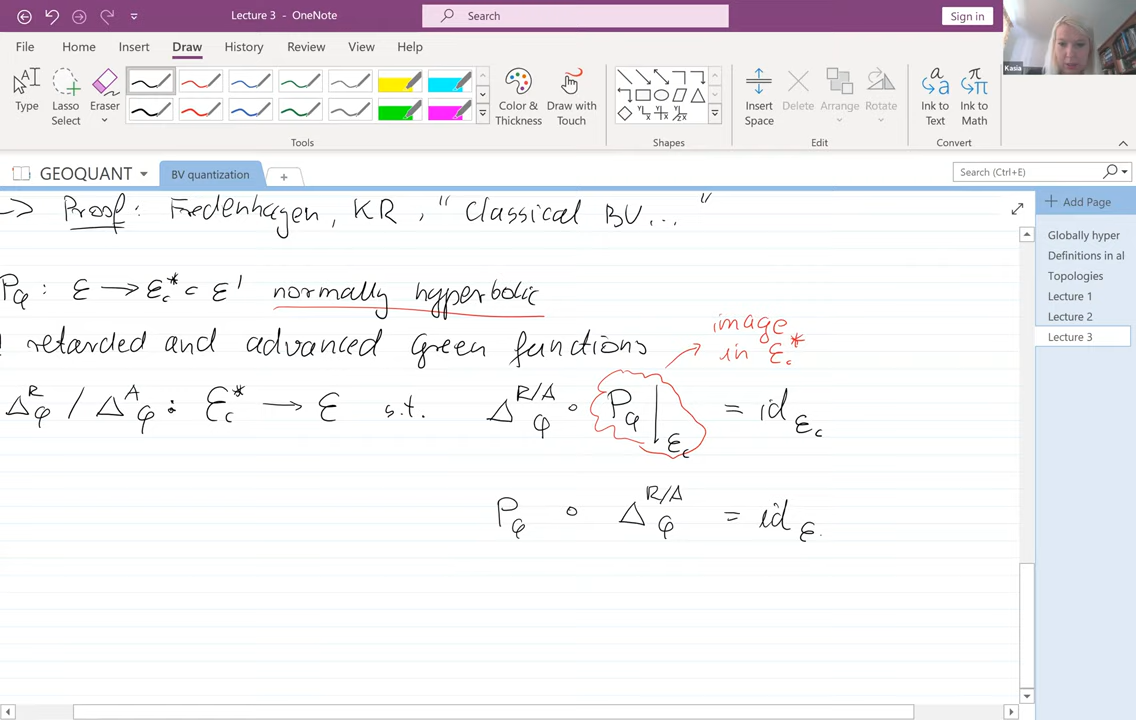 Lecture 3 - OneNote
Search
Sign in
File Home Insert Draw History Review View Help
Kasia
Type
Lasso Select
Eraser
Color & Thickness
Draw with Touch
Insert Space
Delete
Arrange
Rotate
Ink to Text
Ink to Math
Tools
Shapes
Edit
Convert
GEOQUANT
BV quantization
Search (Ctrl+E)
Add Page
Globally hyper
Definitions in al
Topologies
Lecture 1
Lecture 2
Lecture 3
-> Proof: Fredenhagen, KR, "Classical BV..."
P_φ : ℰ → ℰ_c^* ⊂ ℰ' normally hyperbolic
image
in ℰ_c^*
retarded and advanced Green functions
Δ^R_φ / Δ^A_φ : ℰ_c^* → ℰ s.t. Δ^{R/A}_φ ∘ P_φ|_{ℰ_c} = id_{ℰ_c}
P_φ ∘ Δ^{R/A}_φ = id_ℰ